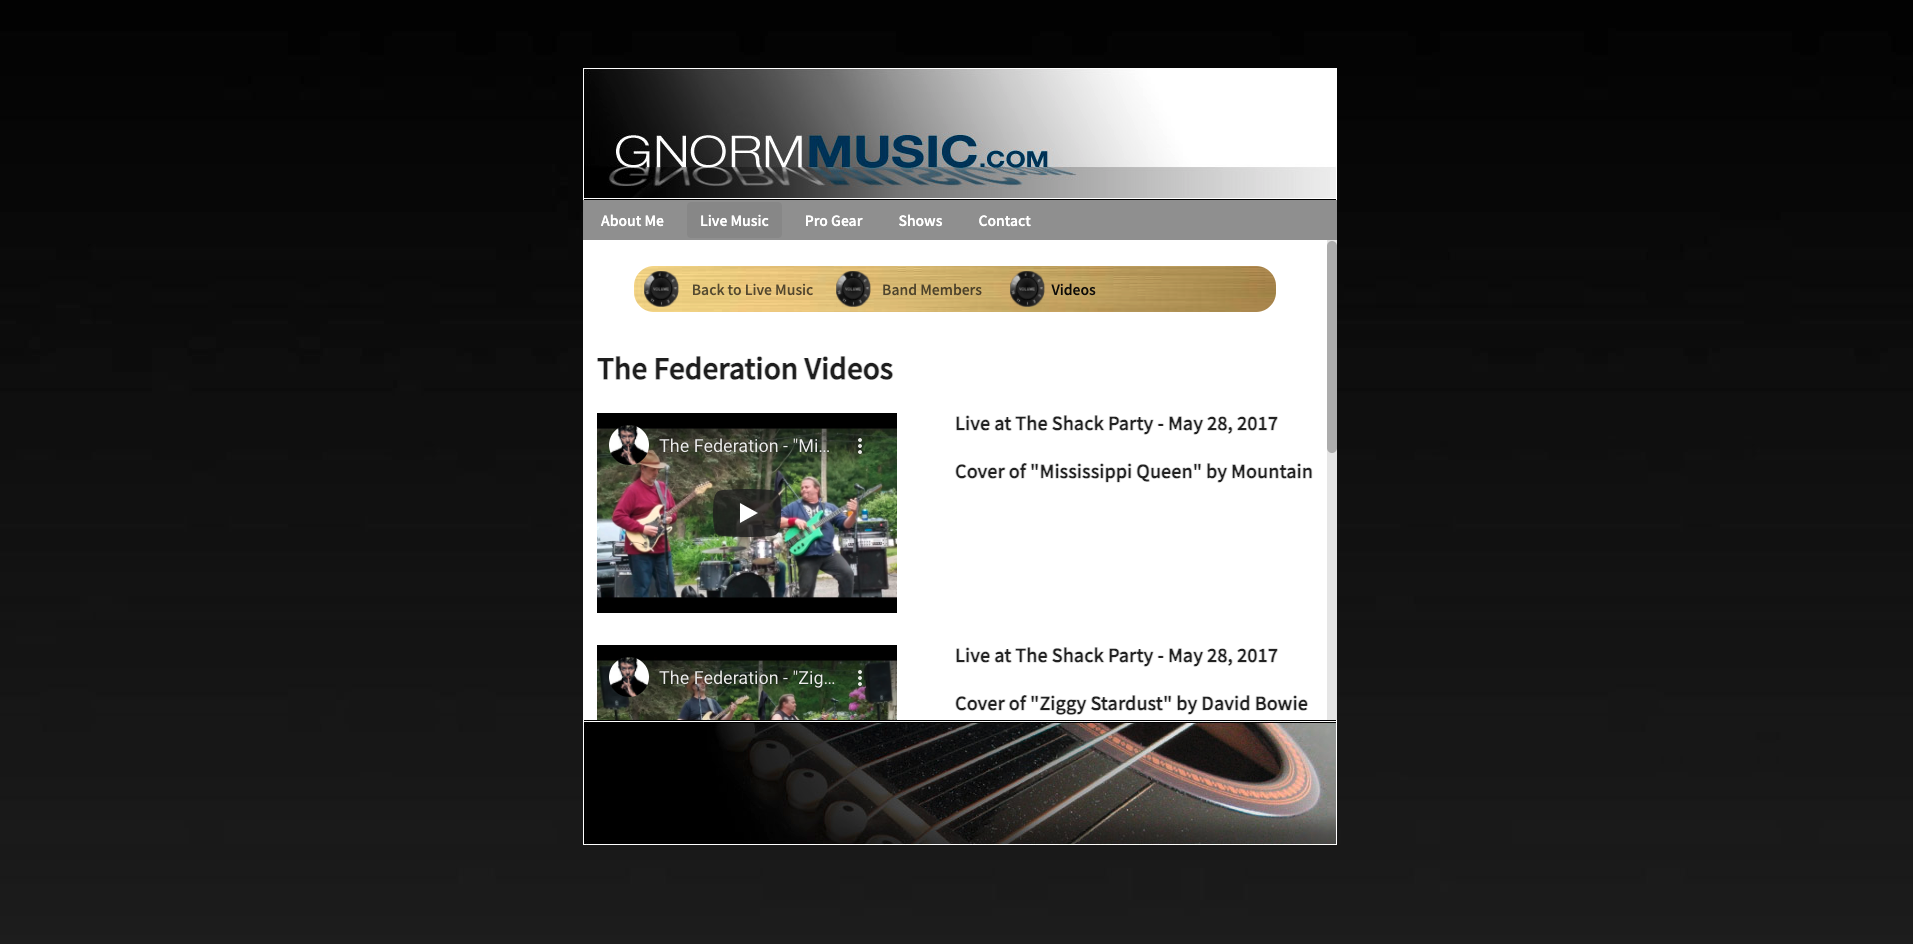 GNORMMUSIC.COM
About Me Live Music Pro Gear Shows Contact
Back to Live Music Band Members Videos
The Federation Videos
The Federation - "Mi...
Live at The Shack Party - May 28, 2017
Cover of "Mississippi Queen" by Mountain
The Federation - "Zig...
Live at The Shack Party - May 28, 2017
Cover of "Ziggy Stardust" by David Bowie